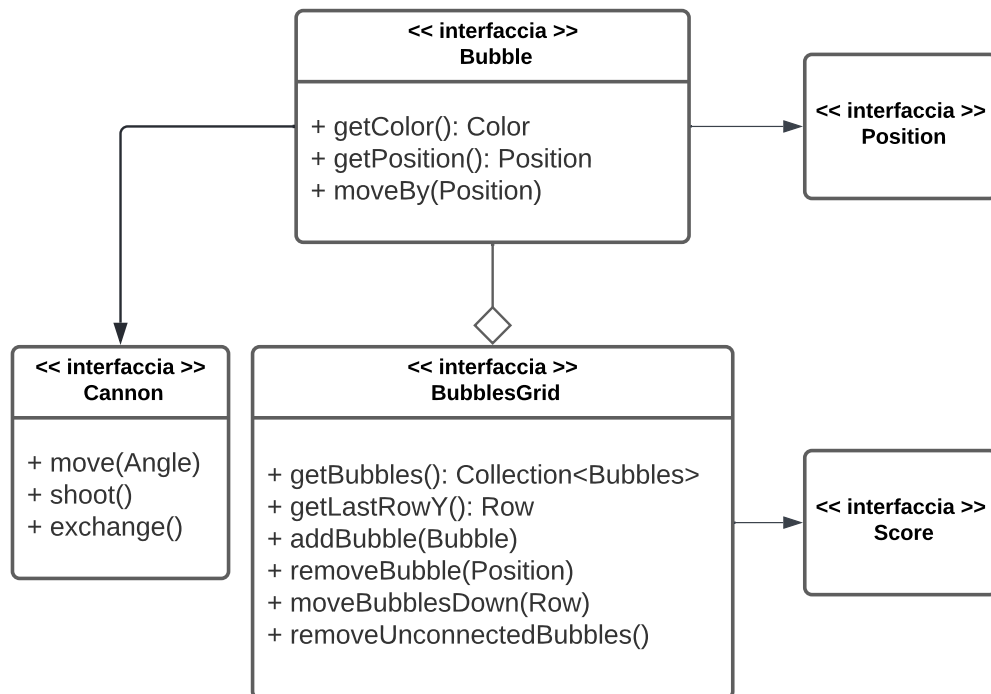 << interfaccia >>
Bubble
+ getColor(): Color
+ getPosition(): Position
+ moveBy(Position)
<< interfaccia >>
Position
<< interfaccia >>
Cannon
+ move(Angle)
+ shoot()
+ exchange()
<< interfaccia >>
BubblesGrid
+ getBubbles(): Collection<Bubbles>
+ getLastRowY(): Row
+ addBubble(Bubble)
+ removeBubble(Position)
+ moveBubblesDown(Row)
+ removeUnconnectedBubbles()
<< interfaccia >>
Score